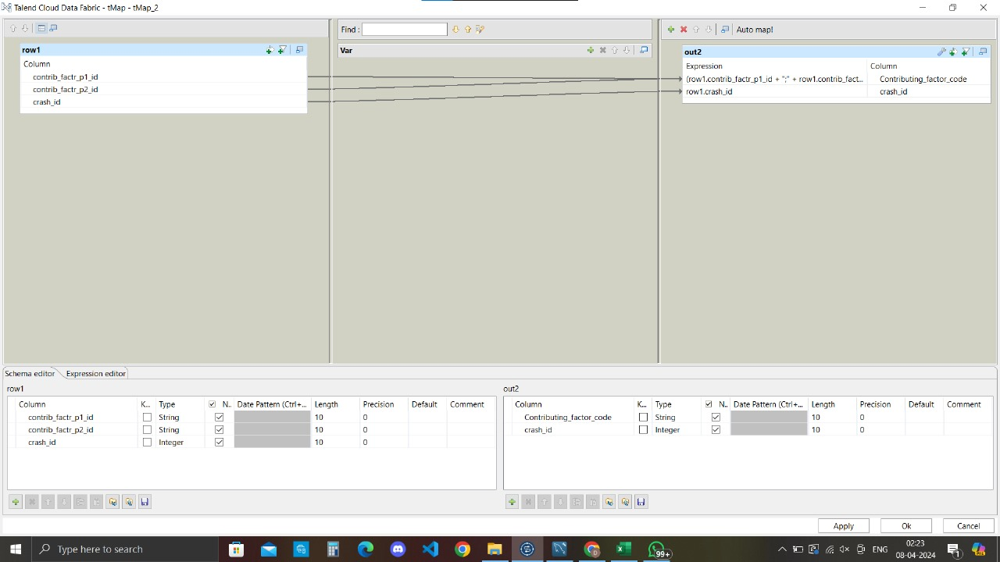 Talend Cloud Data Fabric - tMap - tMap_2
Find :
Auto map!
row1
Column
contrib_factr_p1_id
contrib_factr_p2_id
crash_id
Var
out2
Expression Column
(row1.contrib_factr_p1_id + ";" + row1.contrib_fact... Contributing_factor_code
row1.crash_id crash_id
Schema editor Expression editor
row1
Column K... Type N.. Date Pattern (Ctrl+... Length Precision Default Comment
contrib_factr_p1_id String 10 0
contrib_factr_p2_id String 10 0
crash_id Integer 10 0
out2
Column K... Type N.. Date Pattern (Ctrl+... Length Precision Default Comment
Contributing_factor_code String 10 0
crash_id Integer 10 0
Apply Ok Cancel
Type here to search
99+
ENG
02:23
08-04-2024
1